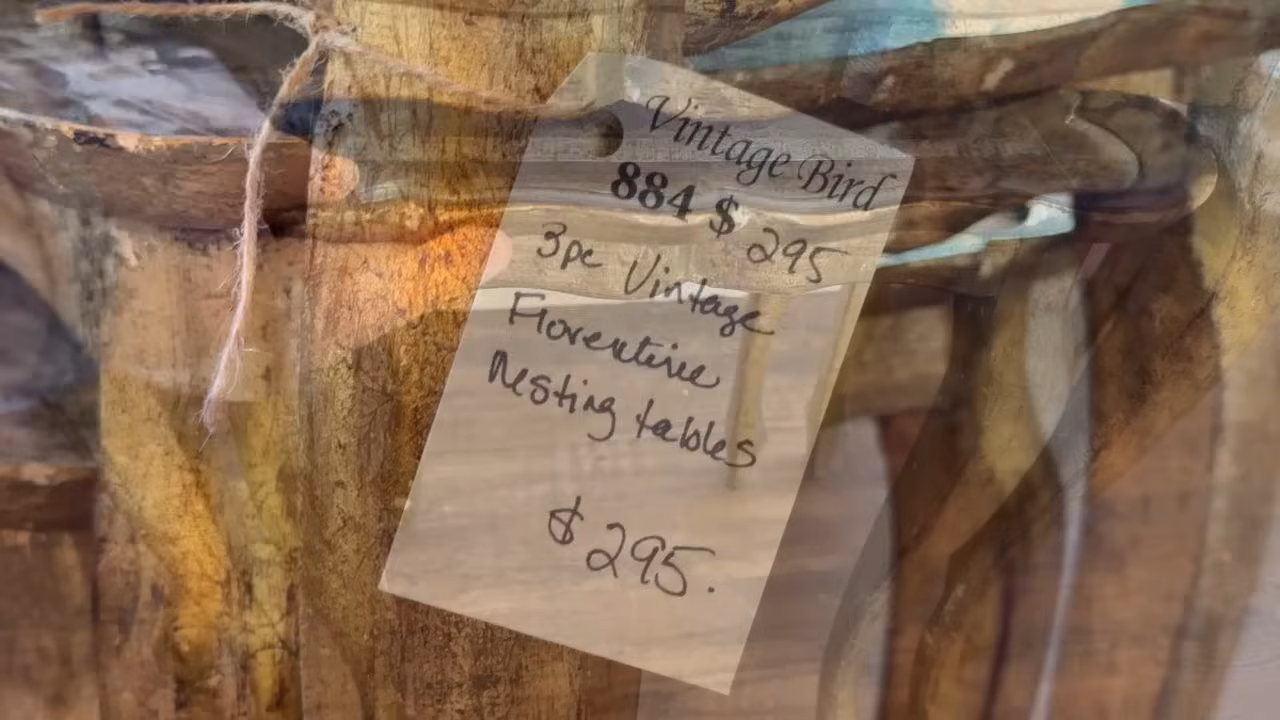 Vintage Bird
884 $ 295
3pc Vintage
Florentine
Nesting tables
$295.